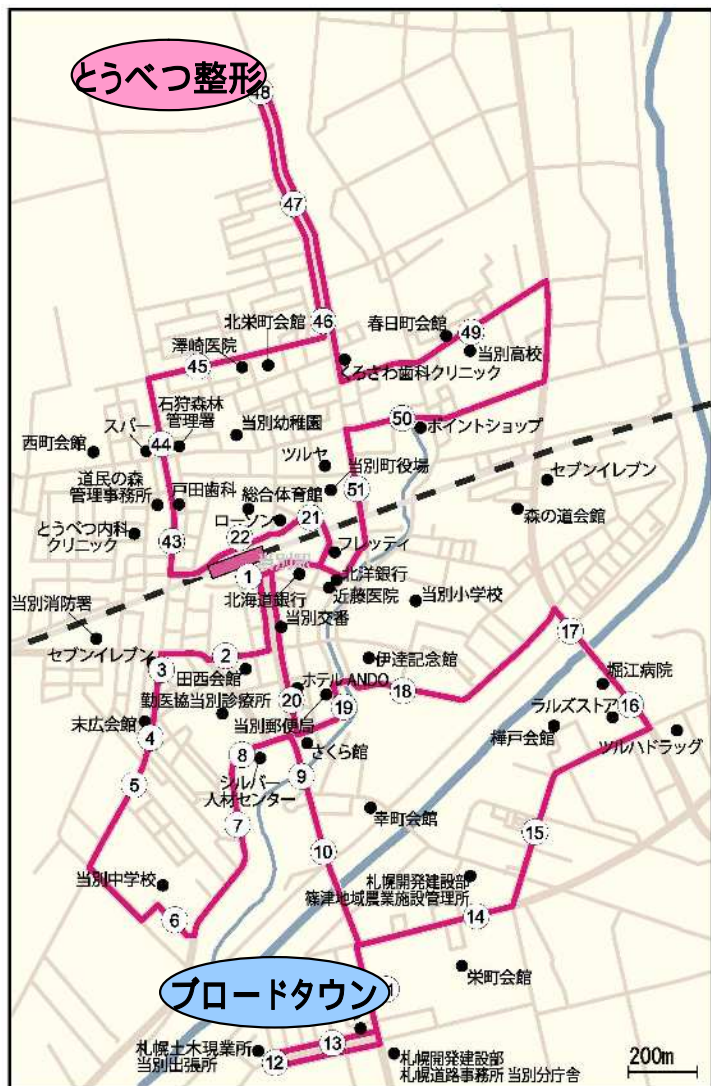 とうべつ整形
48
47
46
北栄町会館
春日町会館
49
澤崎医院
当別高校
とろさわ歯科クリニック
45
石狩森林
管理署
当別幼稚園
50
ポイントショップ
スパー
44
西町会館
ツルヤ
当別町役場
セブンイレブン
道民の森
管理事務所
戸田歯科
総合体育館
51
ローソン
21
森の道会館
とうべつ内科
クリニック
43
22
フレッティ
1
北洋銀行
北海道銀行
近藤医院
当別小学校
当別消防署
当別交番
17
セブンイレブン
3
2
伊達記念館
田西会館
堀江病院
勤医協当別診療所
ホテルANDO
18
20
19
ラルズストア
16
末広会館
4
当別郵便局
樺戸会館
ツルハドラッグ
8
さくら館
シルバー
人材センター
9
5
幸町会館
7
15
10
当別中学校
札幌開発建設部
篠津地域農業施設管理所
6
14
栄町会館
ブロードタウン
13
札幌土木現業所
当別出張所
12
札幌開発建設部
札幌道路事務所 当別分庁舎
200m